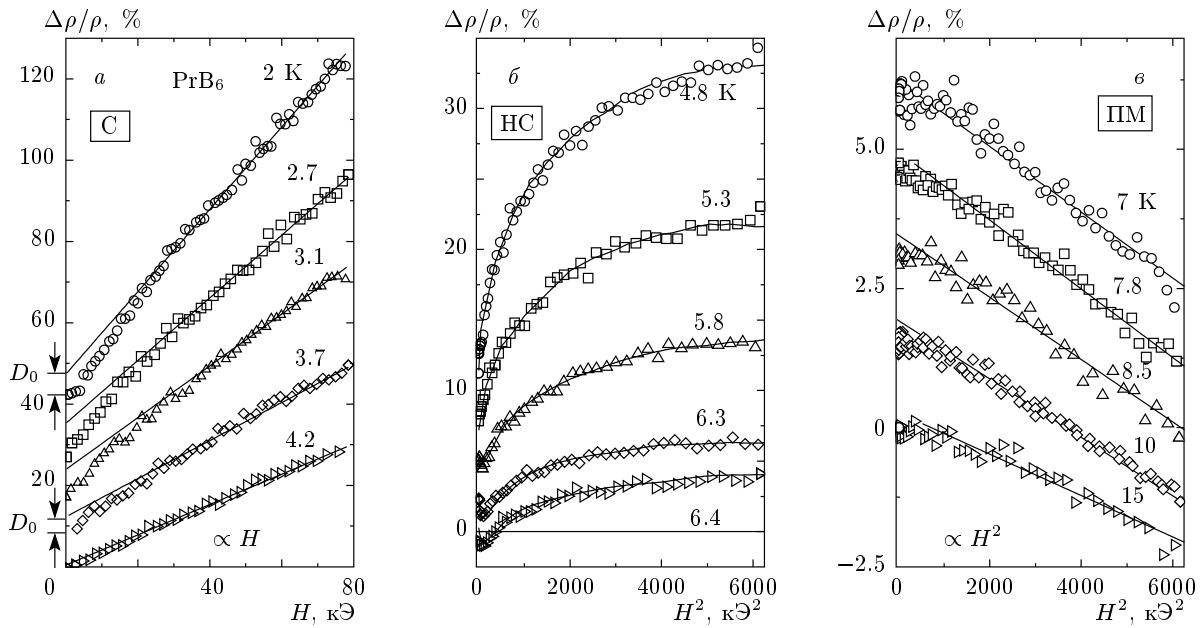 Δρ/ρ, %
120
100
80
60
40
20
0
D₀
D₀
а
PrB₆
С
2 K
2.7
3.1
3.7
4.2
∝ H
0 40 80
H, кЭ
Δρ/ρ, %
30
20
10
0
б
НС
4.8 K
5.3
5.8
6.3
6.4
0 2000 4000 6000
H², кЭ²
Δρ/ρ, %
5.0
2.5
0
−2.5
в
ПМ
7 K
7.8
8.5
10
15
∝ H²
0 2000 4000 6000
H², кЭ²